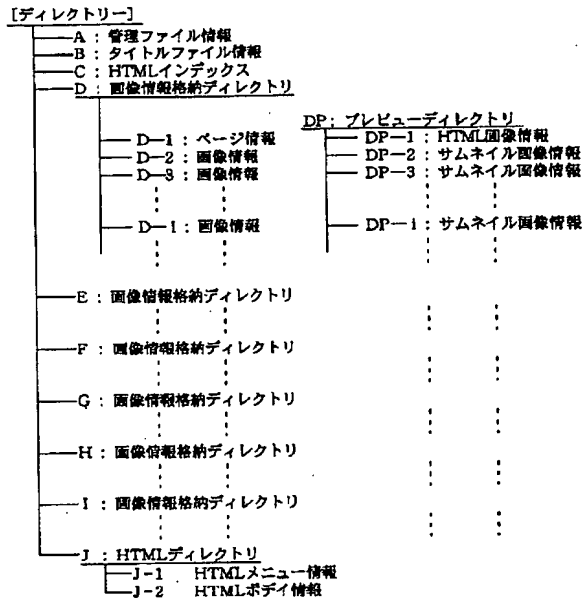 [ディレクトリー]
A : 管理ファイル情報
B : タイトルファイル情報
C : HTMLインデックス
D : 画像情報格納ディレクトリ
DP : プレビューディレクトリ
D-1 : ページ情報
DP-1 : HTML画像情報
D-2 : 画像情報
DP-2 : サムネイル画像情報
D-3 : 画像情報
DP-3 : サムネイル画像情報
D-i : 画像情報
DP-i : サムネイル画像情報
E : 画像情報格納ディレクトリ
F : 画像情報格納ディレクトリ
G : 画像情報格納ディレクトリ
H : 画像情報格納ディレクトリ
I : 画像情報格納ディレクトリ
J : HTMLディレクトリ
J-1 HTMLメニュー情報
J-2 HTMLボデイ情報